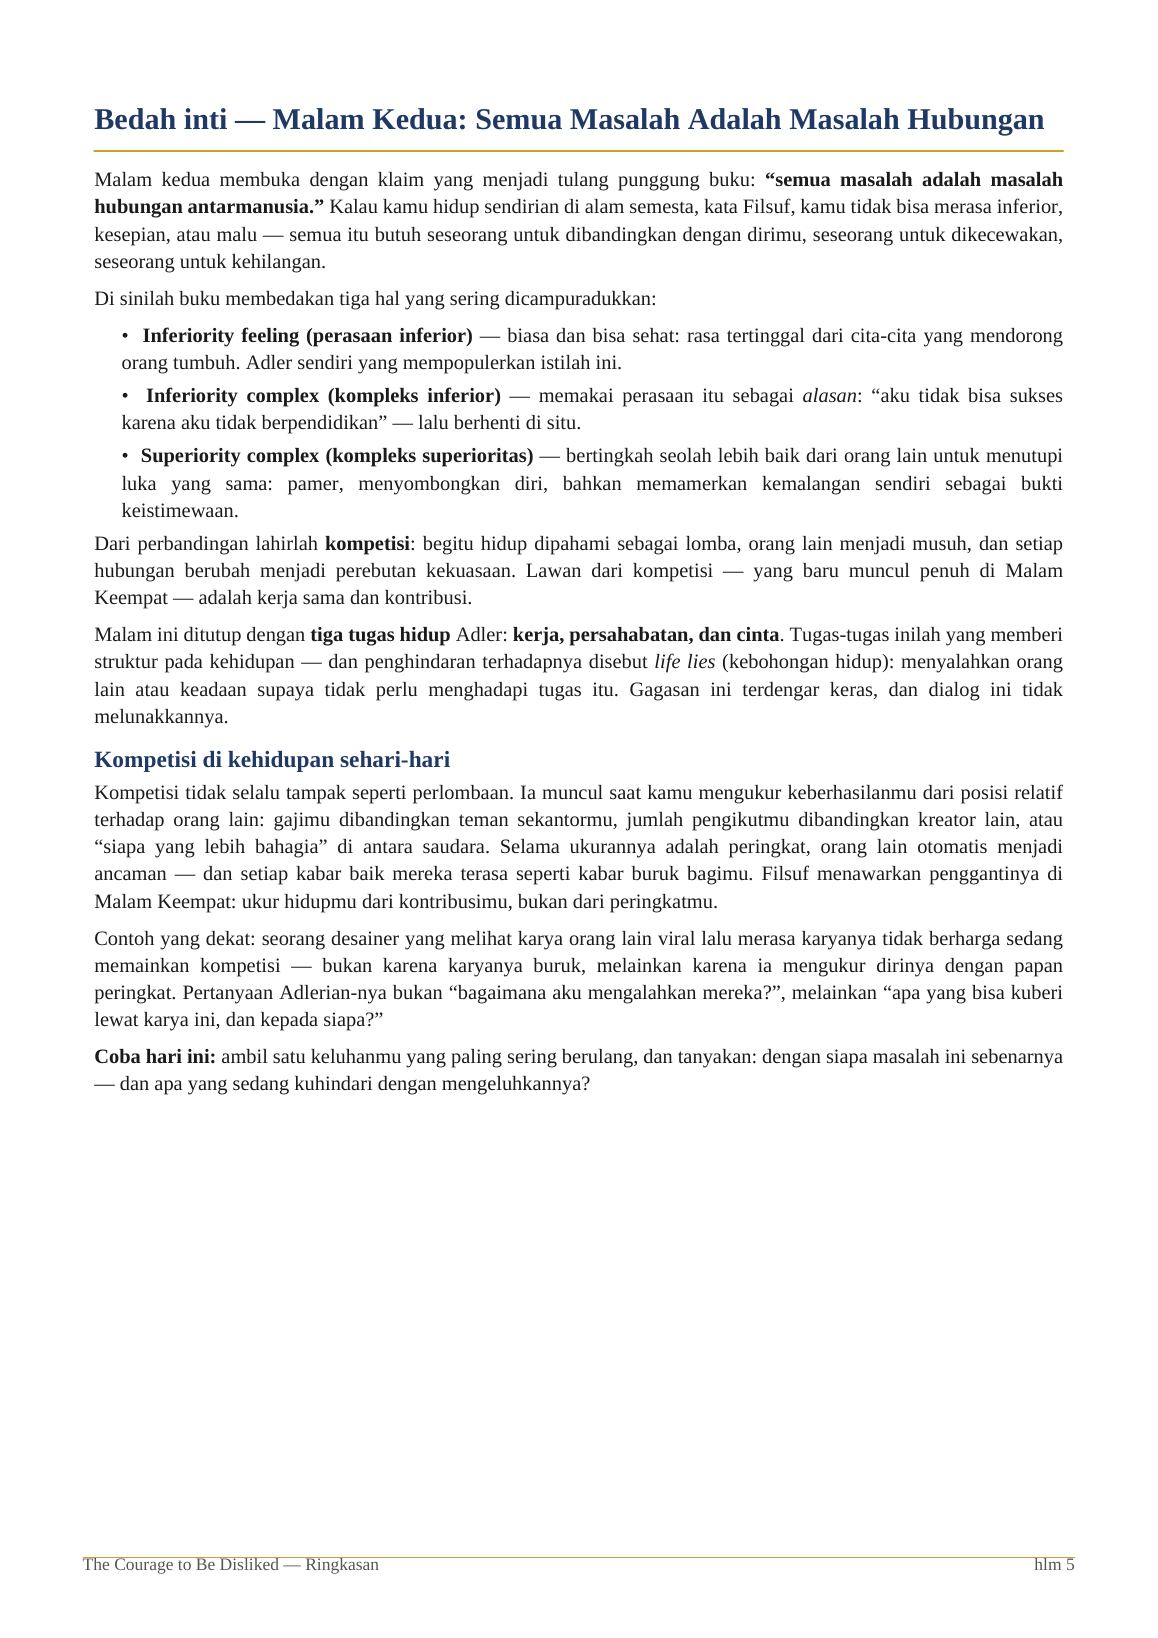 Bedah inti — Malam Kedua: Semua Masalah Adalah Masalah Hubungan
Malam kedua membuka dengan klaim yang menjadi tulang punggung buku: “semua masalah adalah masalah
hubungan antarmanusia.” Kalau kamu hidup sendirian di alam semesta, kata Filsuf, kamu tidak bisa merasa inferior,
kesepian, atau malu — semua itu butuh seseorang untuk dibandingkan dengan dirimu, seseorang untuk dikecewakan,
seseorang untuk kehilangan.
Di sinilah buku membedakan tiga hal yang sering dicampuradukkan:
• Inferiority feeling (perasaan inferior) — biasa dan bisa sehat: rasa tertinggal dari cita-cita yang mendorong
orang tumbuh. Adler sendiri yang mempopulerkan istilah ini.
• Inferiority complex (kompleks inferior) — memakai perasaan itu sebagai alasan: “aku tidak bisa sukses
karena aku tidak berpendidikan” — lalu berhenti di situ.
• Superiority complex (kompleks superioritas) — bertingkah seolah lebih baik dari orang lain untuk menutupi
luka yang sama: pamer, menyombongkan diri, bahkan memamerkan kemalangan sendiri sebagai bukti
keistimewaan.
Dari perbandingan lahirlah kompetisi: begitu hidup dipahami sebagai lomba, orang lain menjadi musuh, dan setiap
hubungan berubah menjadi perebutan kekuasaan. Lawan dari kompetisi — yang baru muncul penuh di Malam
Keempat — adalah kerja sama dan kontribusi.
Malam ini ditutup dengan tiga tugas hidup Adler: kerja, persahabatan, dan cinta. Tugas-tugas inilah yang memberi
struktur pada kehidupan — dan penghindaran terhadapnya disebut life lies (kebohongan hidup): menyalahkan orang
lain atau keadaan supaya tidak perlu menghadapi tugas itu. Gagasan ini terdengar keras, dan dialog ini tidak
melunakkannya.
Kompetisi di kehidupan sehari-hari
Kompetisi tidak selalu tampak seperti perlombaan. Ia muncul saat kamu mengukur keberhasilanmu dari posisi relatif
terhadap orang lain: gajimu dibandingkan teman sekantormu, jumlah pengikutmu dibandingkan kreator lain, atau
“siapa yang lebih bahagia” di antara saudara. Selama ukurannya adalah peringkat, orang lain otomatis menjadi
ancaman — dan setiap kabar baik mereka terasa seperti kabar buruk bagimu. Filsuf menawarkan penggantinya di
Malam Keempat: ukur hidupmu dari kontribusimu, bukan dari peringkatmu.
Contoh yang dekat: seorang desainer yang melihat karya orang lain viral lalu merasa karyanya tidak berharga sedang
memainkan kompetisi — bukan karena karyanya buruk, melainkan karena ia mengukur dirinya dengan papan
peringkat. Pertanyaan Adlerian-nya bukan “bagaimana aku mengalahkan mereka?”, melainkan “apa yang bisa kuberi
lewat karya ini, dan kepada siapa?”
Coba hari ini: ambil satu keluhanmu yang paling sering berulang, dan tanyakan: dengan siapa masalah ini sebenarnya
— dan apa yang sedang kuhindari dengan mengeluhkannya?
The Courage to Be Disliked — Ringkasan
hlm 5